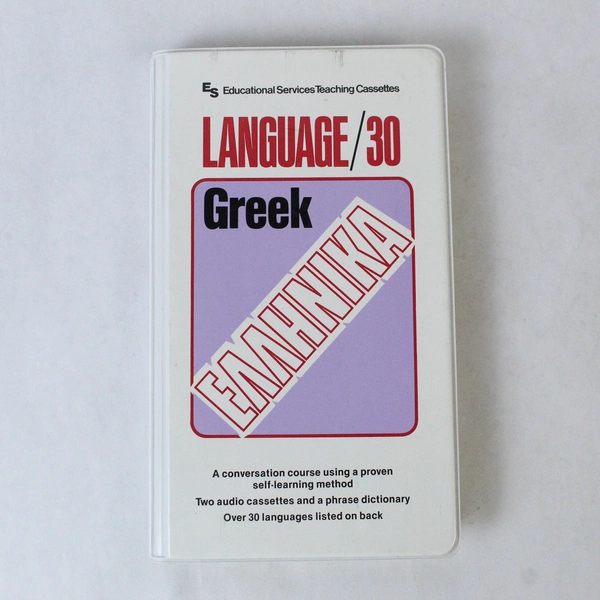 ES Educational Services Teaching Cassettes
LANGUAGE/30
Greek
ΕΛΛΗΝΙΚΑ
A conversation course using a proven
self-learning method
Two audio cassettes and a phrase dictionary
Over 30 languages listed on back